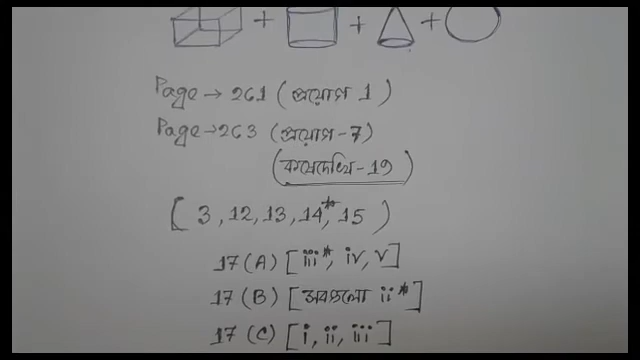 + + +
Page → 261 (প্রয়োগ 1)
Page → 263 (প্রয়োগ - 7)
(কষেদেখি - 19)
[3, 12, 13, 14*, 15)
17 (A) [iii*, iv, v]
17 (B) [সবগুলো ii*]
17 (C) [i, ii, iii]